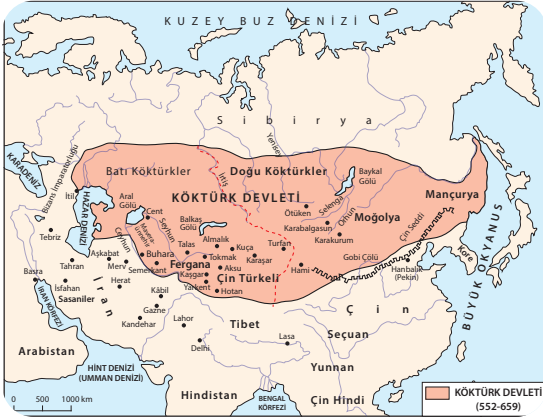 KUZEY BUZ DENİZİ
Sibirya
Yenisey
İrtiş
Batı Köktürkler
Doğu Köktürkler
Baykal
Gölü
KARADENİZ
Bizans İmparatorluğu
İtil
HAZAR DENİZİ
Aral
Gölü
KÖKTÜRK DEVLETİ
Ötüken
Selenga
Orhun
Mançurya
Moğolya
Cent
Balkaş
Gölü
Karabalgasun
Karakurum
Çin Seddi
Seyhun
Mavera-
ünnehir
Ceyhun
Talas
Almalık
Kuça
Turfan
Tebriz
Aşkabat
Buhara
Tokmak
Karaşar
Gobi Çölü
Tahran
Merv
Semerkant
Fergana
Aksu
Hami
Hanbalık
(Pekin)
Kaşgar
Çin Türkeli
Basra
İsfahan
Herat
Yarkent
Hotan
Sasaniler
İran
Kâbil
Çin
BÜYÜK OKYANUS
İRAN KÖRFEZİ
Gazne
Kandehar
Lahor
Tibet
Seçuan
Lasa
Delhi
Arabistan
Yunnan
HİNT DENİZİ
(UMMAN DENİZİ)
Hindistan
BENGAL
KÖRFEZİ
Çin Hindi
0 500 1000 km
KÖKTÜRK DEVLETİ
(552-659)